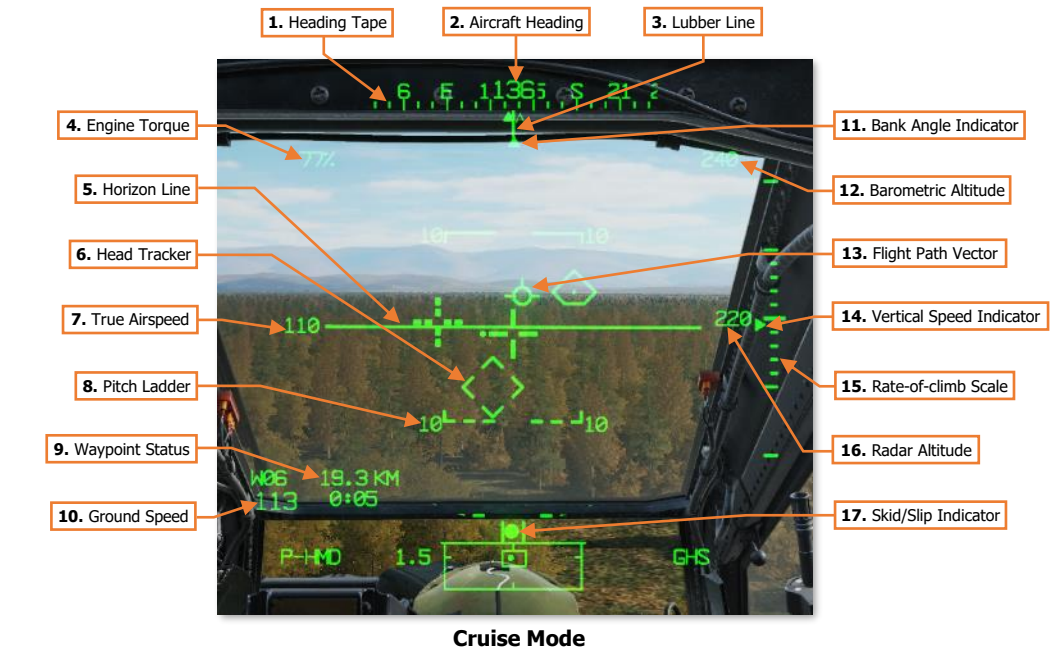 1. Heading Tape
2. Aircraft Heading
3. Lubber Line
6 E 136 S 21
4. Engine Torque
11. Bank Angle Indicator
77%
240
5. Horizon Line
12. Barometric Altitude
10 10
6. Head Tracker
13. Flight Path Vector
7. True Airspeed
110
220
14. Vertical Speed Indicator
8. Pitch Ladder
15. Rate-of-climb Scale
10 10
9. Waypoint Status
16. Radar Altitude
W06 19.3 KM
113 0:05
10. Ground Speed
17. Skid/Slip Indicator
P-HMD 1.5 GHS
Cruise Mode